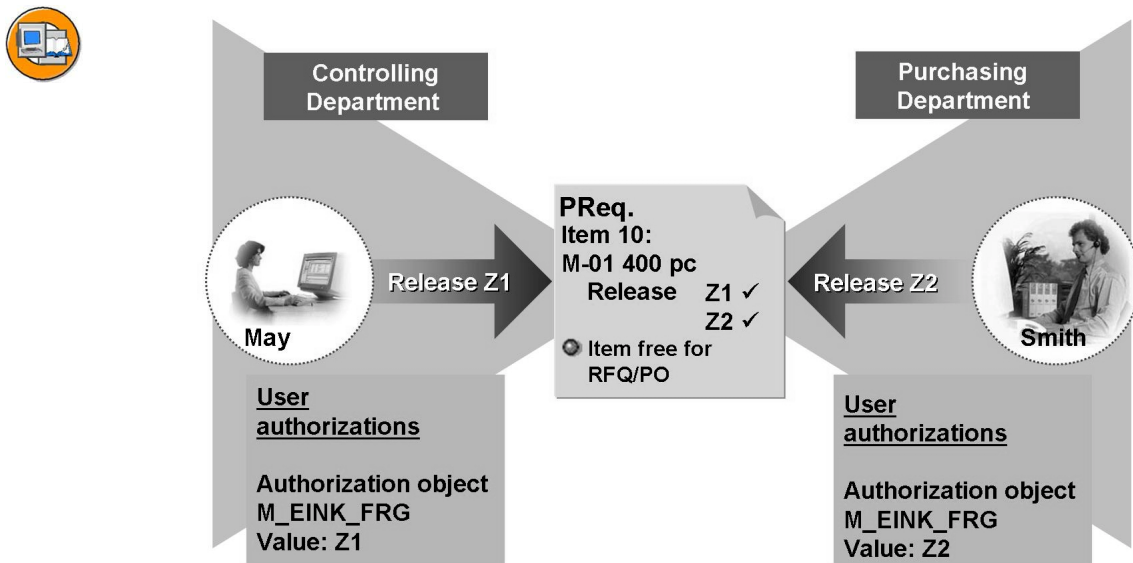 Controlling
Department
Purchasing
Department
PReq.
Item 10:
M-01 400 pc
Release Z1 ✓
Z2 ✓
Item free for
RFQ/PO
Release Z1
Release Z2
May
Smith
User
authorizations
Authorization object
M_EINK_FRG
Value: Z1
User
authorizations
Authorization object
M_EINK_FRG
Value: Z2